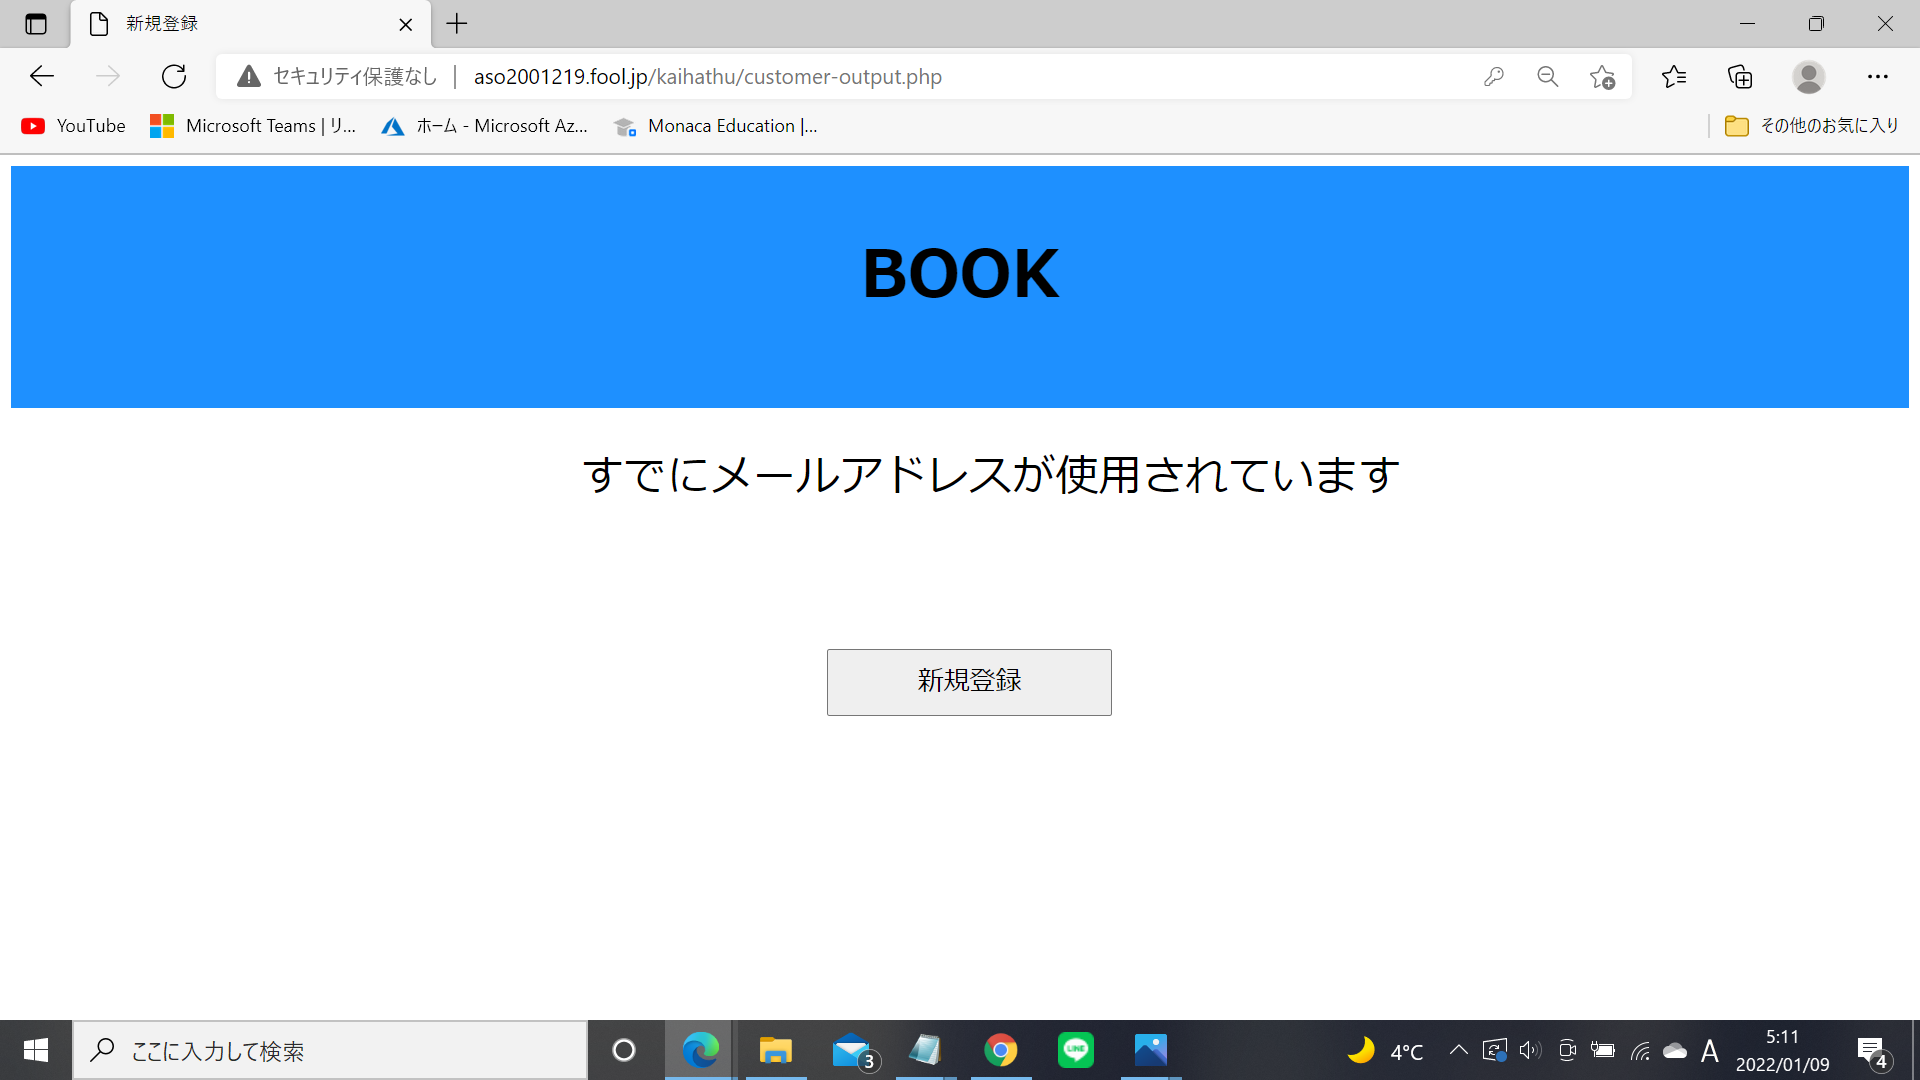 新規登録
セキュリティ保護なし | aso2001219.fool.jp/kaihathu/customer-output.php
YouTube Microsoft Teams | リ... ホーム - Microsoft Az... Monaca Education |... その他のお気に入り
BOOK
すでにメールアドレスが使用されています
新規登録
ここに入力して検索 3 LINE 4°C A 5:11 4
2022/01/09